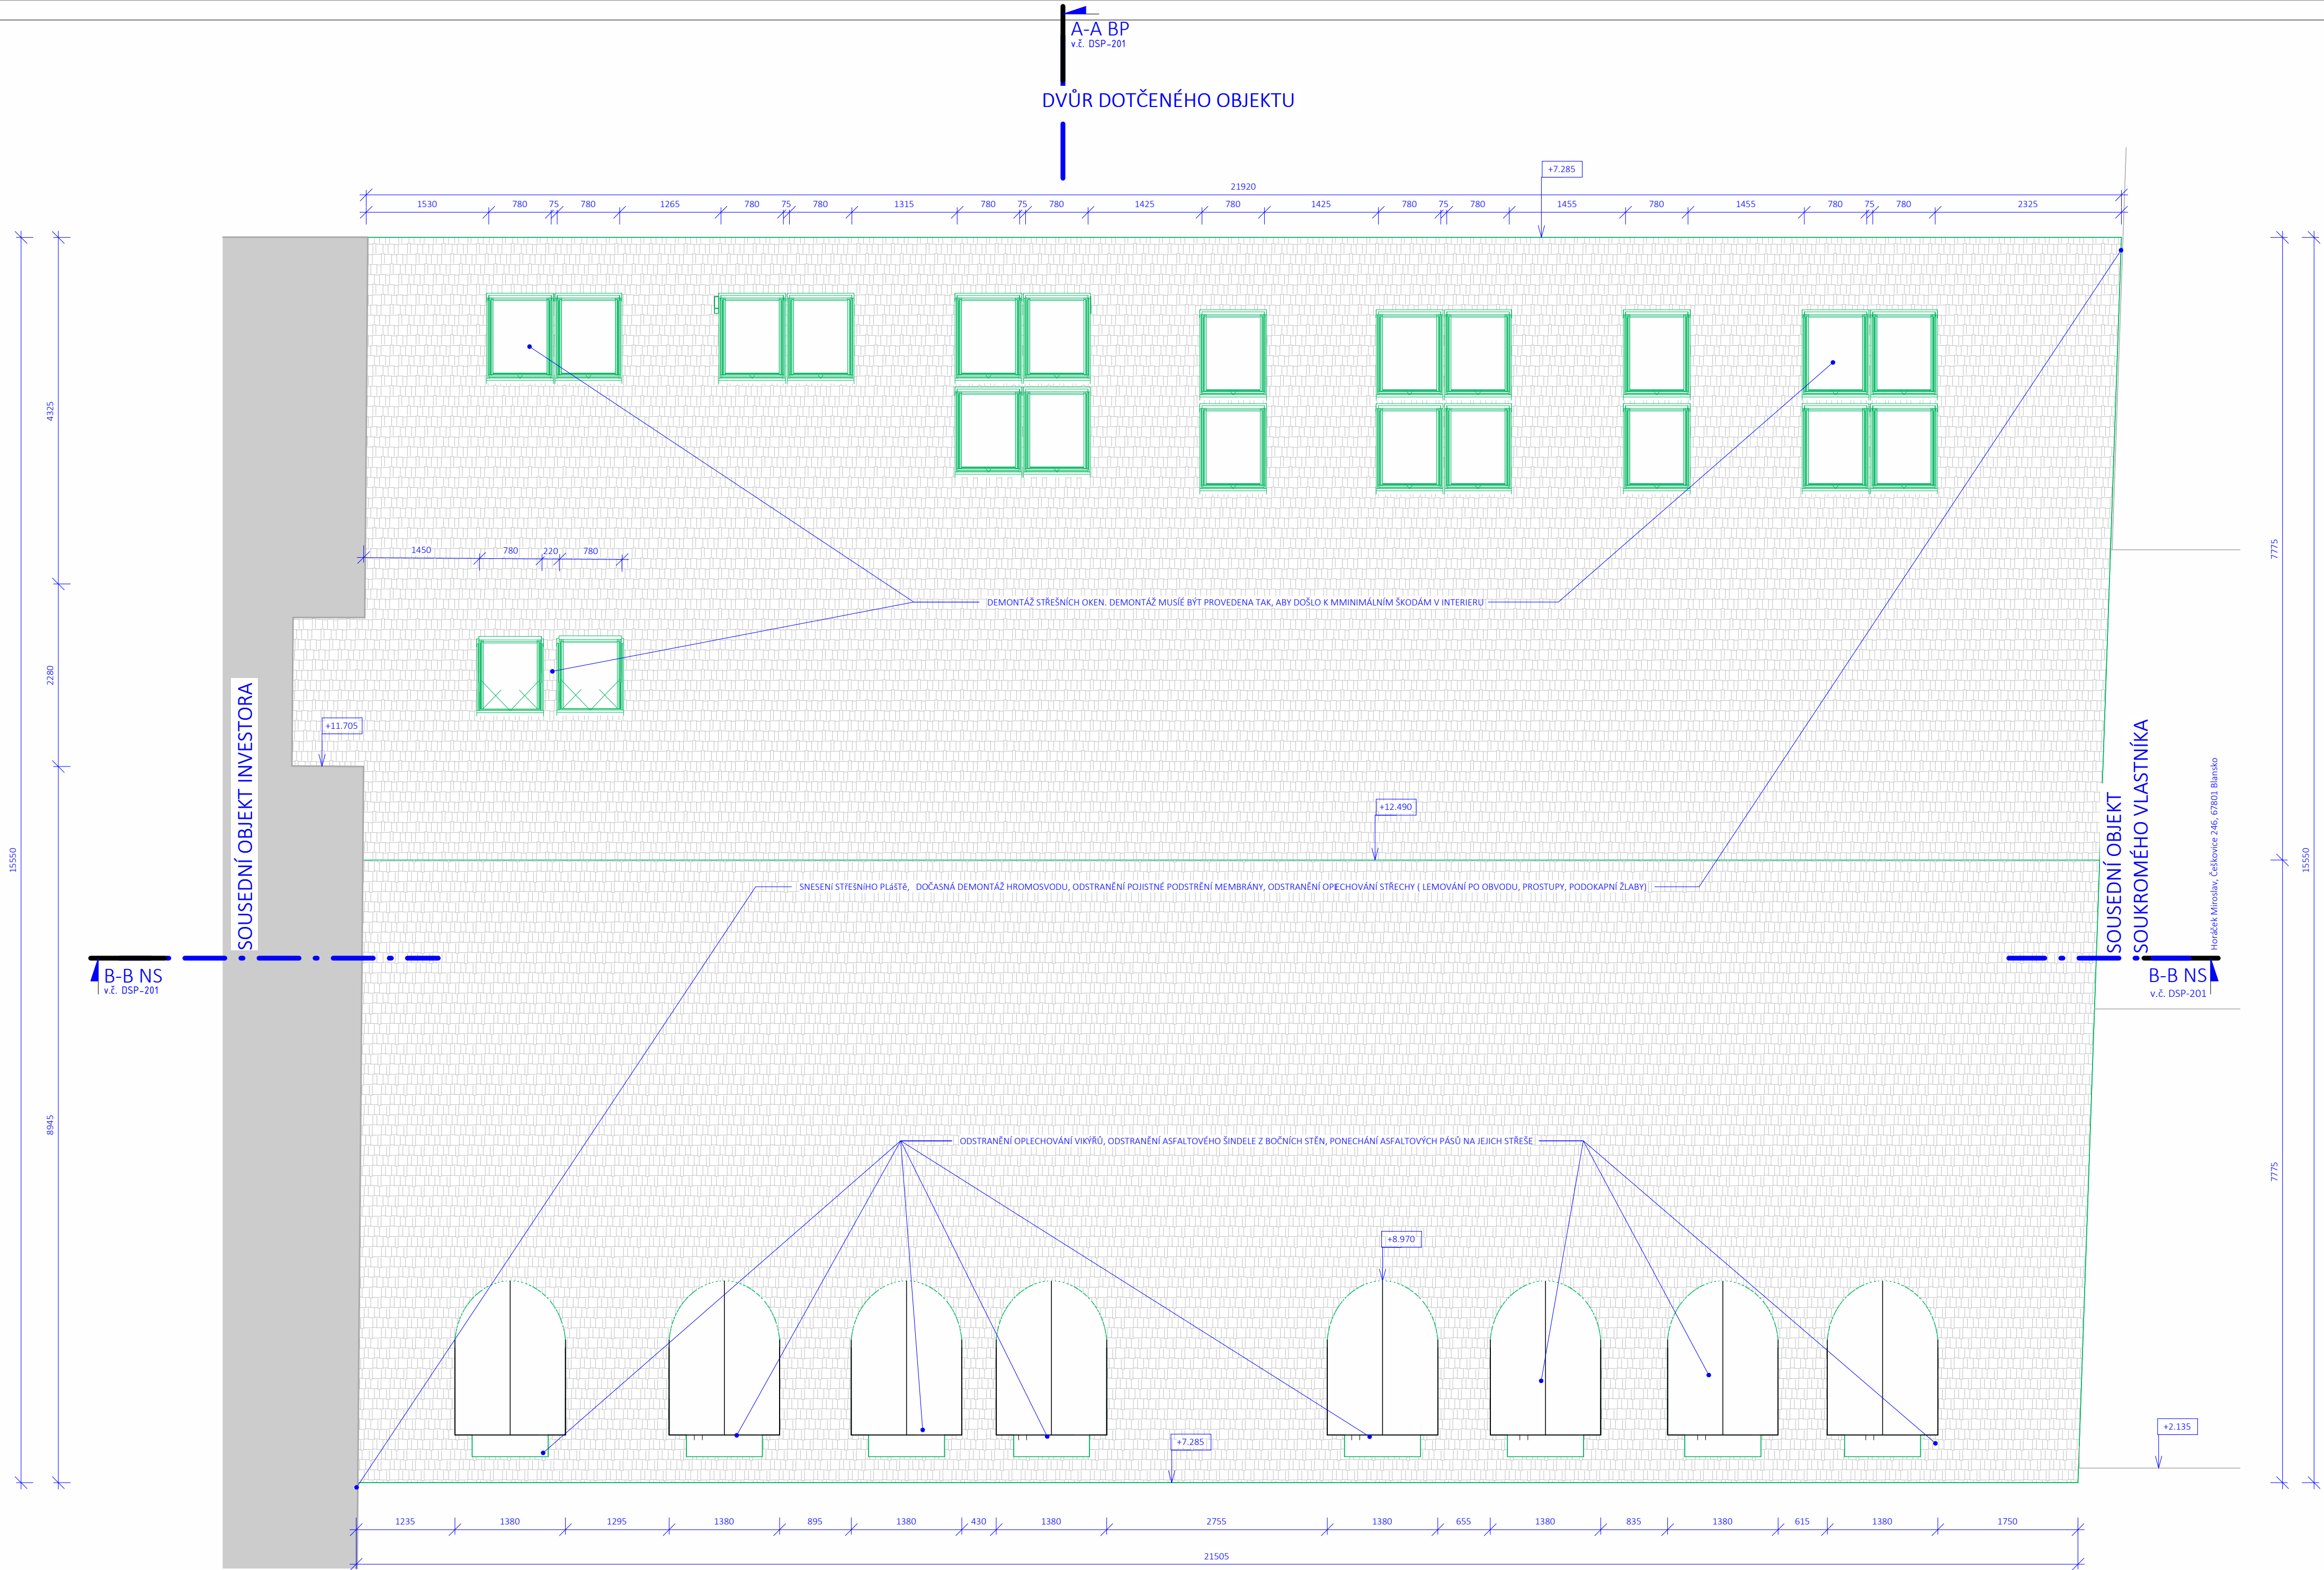 A-A BP
v.č. DSP-201
DVŮR DOTČENÉHO OBJEKTU
+7.285
21920
1530 780 75 780 1265 780 75 780 1315 780 75 780 1425 780 1425 780 75 780 1455 780 1455 780 75 780 2325
4325
2280
8945
15550
1450 780 220 780
DEMONTÁŽ STŘEŠNÍCH OKEN. DEMONTÁŽ MUSÍÉ BÝT PROVEDENA TAK, ABY DOŠLO K MMINIMÁLNÍM ŠKODÁM V INTERIERU
+11.705
+12.490
SOUSEDNÍ OBJEKT INVESTORA
SNESENí STřEšNíHO PLášTě, DOČASNÁ DEMONTÁŽ HROMOSVODU, ODSTRANĚNÍ POJISTNÉ PODSTRĚNÍ MEMBRÁNY, ODSTRANĚNÍ OPlECHOVÁNÍ STŘECHY ( LEMOVÁNÍ PO OBVODU, PROSTUPY, PODOKAPNÍ ŽLABY)
SOUSEDNÍ OBJEKT
SOUKROMÉHO VLASTNÍKA
Horáček Miroslav, Češkovice 246, 67801 Blansko
7775
7775
15550
B-B NS
v.č. DSP-201
B-B NS
v.č. DSP-201
ODSTRANĚNÍ OPLECHOVÁNÍ VIKÝŘŮ, ODSTRANĚNÍ ASFALTOVÉHO ŠINDELE Z BOČNÍCH STĚN, PONECHÁNÍ ASFALTOVÝCH PÁSŮ NA JEJICH STŘEŠE
+8.970
+7.285
+2.135
1235 1380 1295 1380 895 1380 430 1380 2755 1380 655 1380 835 1380 615 1380 1750
21505